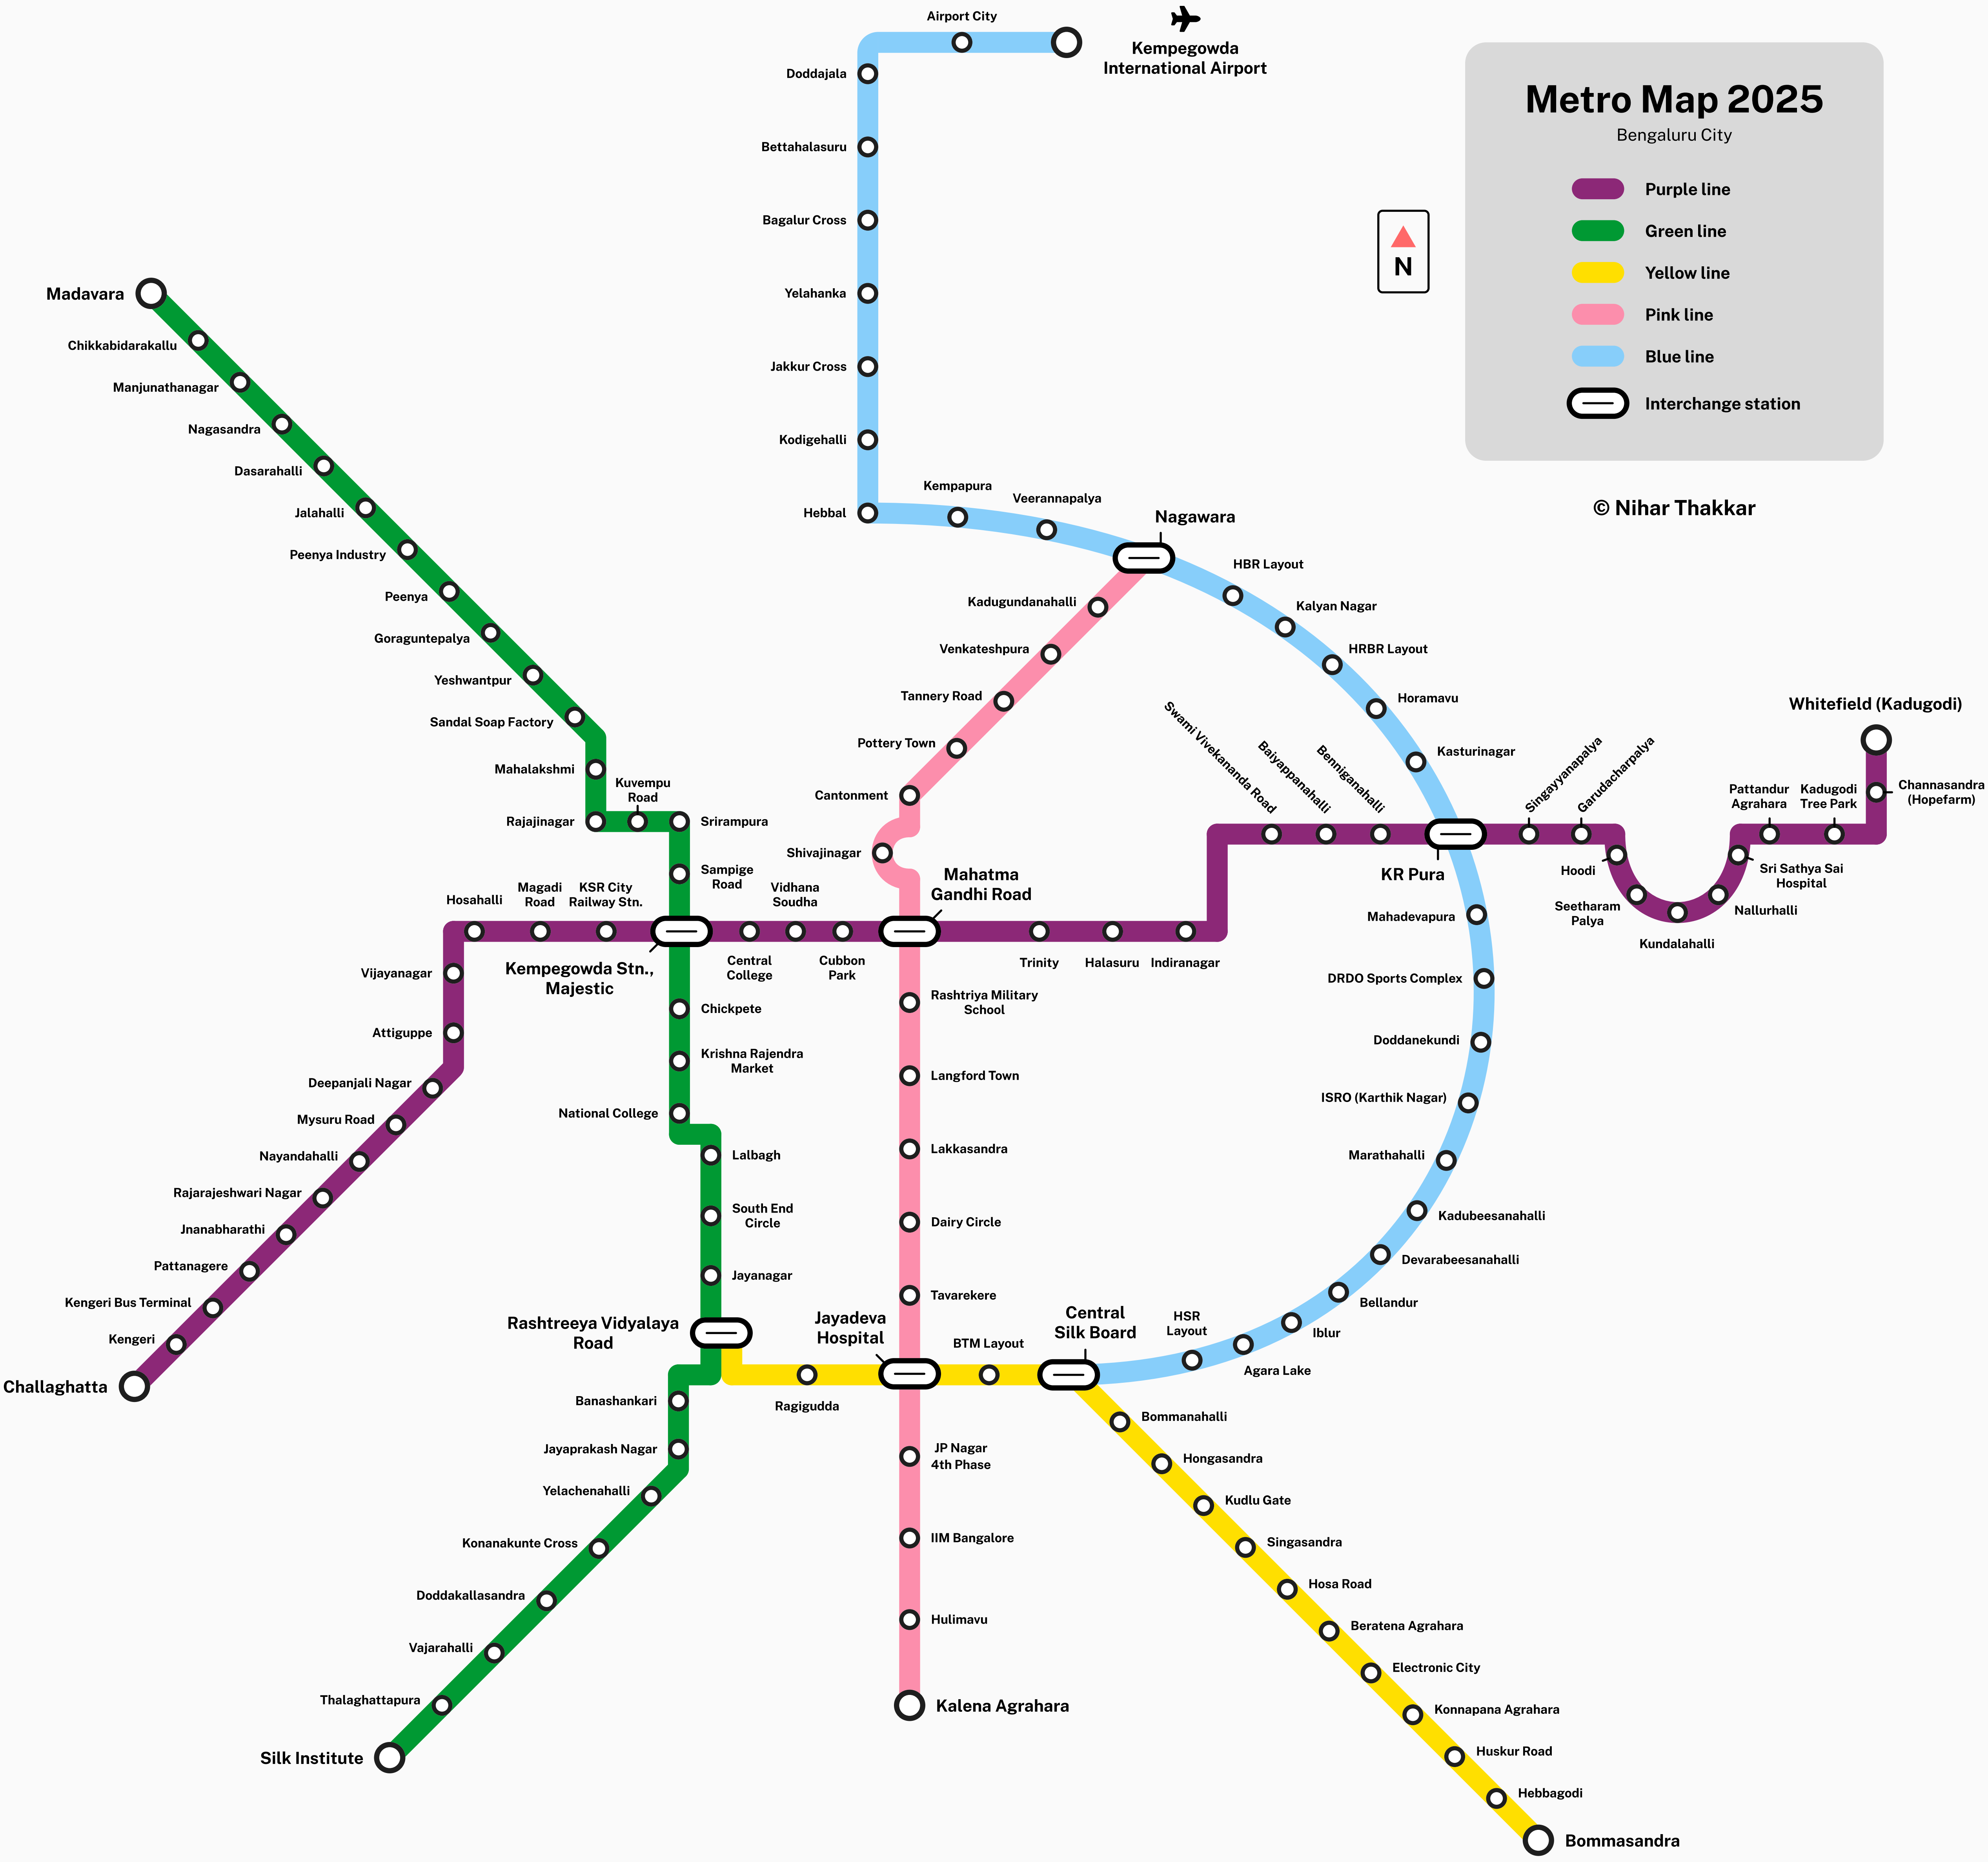 Airport City
Kempegowda
International Airport
Doddajala
Bettahalasuru
Bagalur Cross
Yelahanka
Jakkur Cross
Kodigehalli
Hebbal
Kempapura
Veerannapalya
Nagawara
Metro Map 2025
Bengaluru City
Purple line
Green line
Yellow line
Pink line
Blue line
Interchange station
N
© Nihar Thakkar
Madavara
Chikkabidarakallu
Manjunathanagar
Nagasandra
Dasarahalli
Jalahalli
Peenya Industry
Peenya
Goraguntepalya
Yeshwantpur
Sandal Soap Factory
Mahalakshmi
Rajajinagar
Kuvempu
Road
Srirampura
Sampige
Road
HBR Layout
Kalyan Nagar
HRBR Layout
Horamavu
Kasturinagar
Kadugundanahalli
Venkateshpura
Tannery Road
Pottery Town
Cantonment
Shivajinagar
Mahatma
Gandhi Road
Swami Vivekananda Road
Baiyappanahalli
Benniganahalli
KR Pura
Singayyanapalya
Garudacharpalya
Hoodi
Seetharam
Palya
Kundalahalli
Nallurhalli
Sri Sathya Sai
Hospital
Pattandur
Agrahara
Kadugodi
Tree Park
Channasandra
(Hopefarm)
Whitefield (Kadugodi)
Hosahalli
Magadi
Road
KSR City
Railway Stn.
Kempegowda Stn.,
Majestic
Central
College
Vidhana
Soudha
Cubbon
Park
Trinity
Halasuru
Indiranagar
Vijayanagar
Attiguppe
Deepanjali Nagar
Mysuru Road
Nayandahalli
Rajarajeshwari Nagar
Jnanabharathi
Pattanagere
Kengeri Bus Terminal
Kengeri
Challaghatta
Chickpete
Krishna Rajendra
Market
National College
Lalbagh
South End
Circle
Jayanagar
Rashtreeya Vidyalaya
Road
Rashtriya Military
School
Langford Town
Lakkasandra
Dairy Circle
Tavarekere
Jayadeva
Hospital
Mahadevapura
DRDO Sports Complex
Doddanekundi
ISRO (Karthik Nagar)
Marathahalli
Kadubeesanahalli
Devarabeesanahalli
Bellandur
Iblur
Agara Lake
HSR
Layout
Central
Silk Board
BTM Layout
Ragigudda
Banashankari
Jayaprakash Nagar
Yelachenahalli
Konanakunte Cross
Doddakallasandra
Vajarahalli
Thalaghattapura
Silk Institute
JP Nagar
4th Phase
IIM Bangalore
Hulimavu
Kalena Agrahara
Bommanahalli
Hongasandra
Kudlu Gate
Singasandra
Hosa Road
Beratena Agrahara
Electronic City
Konnapana Agrahara
Huskur Road
Hebbagodi
Bommasandra